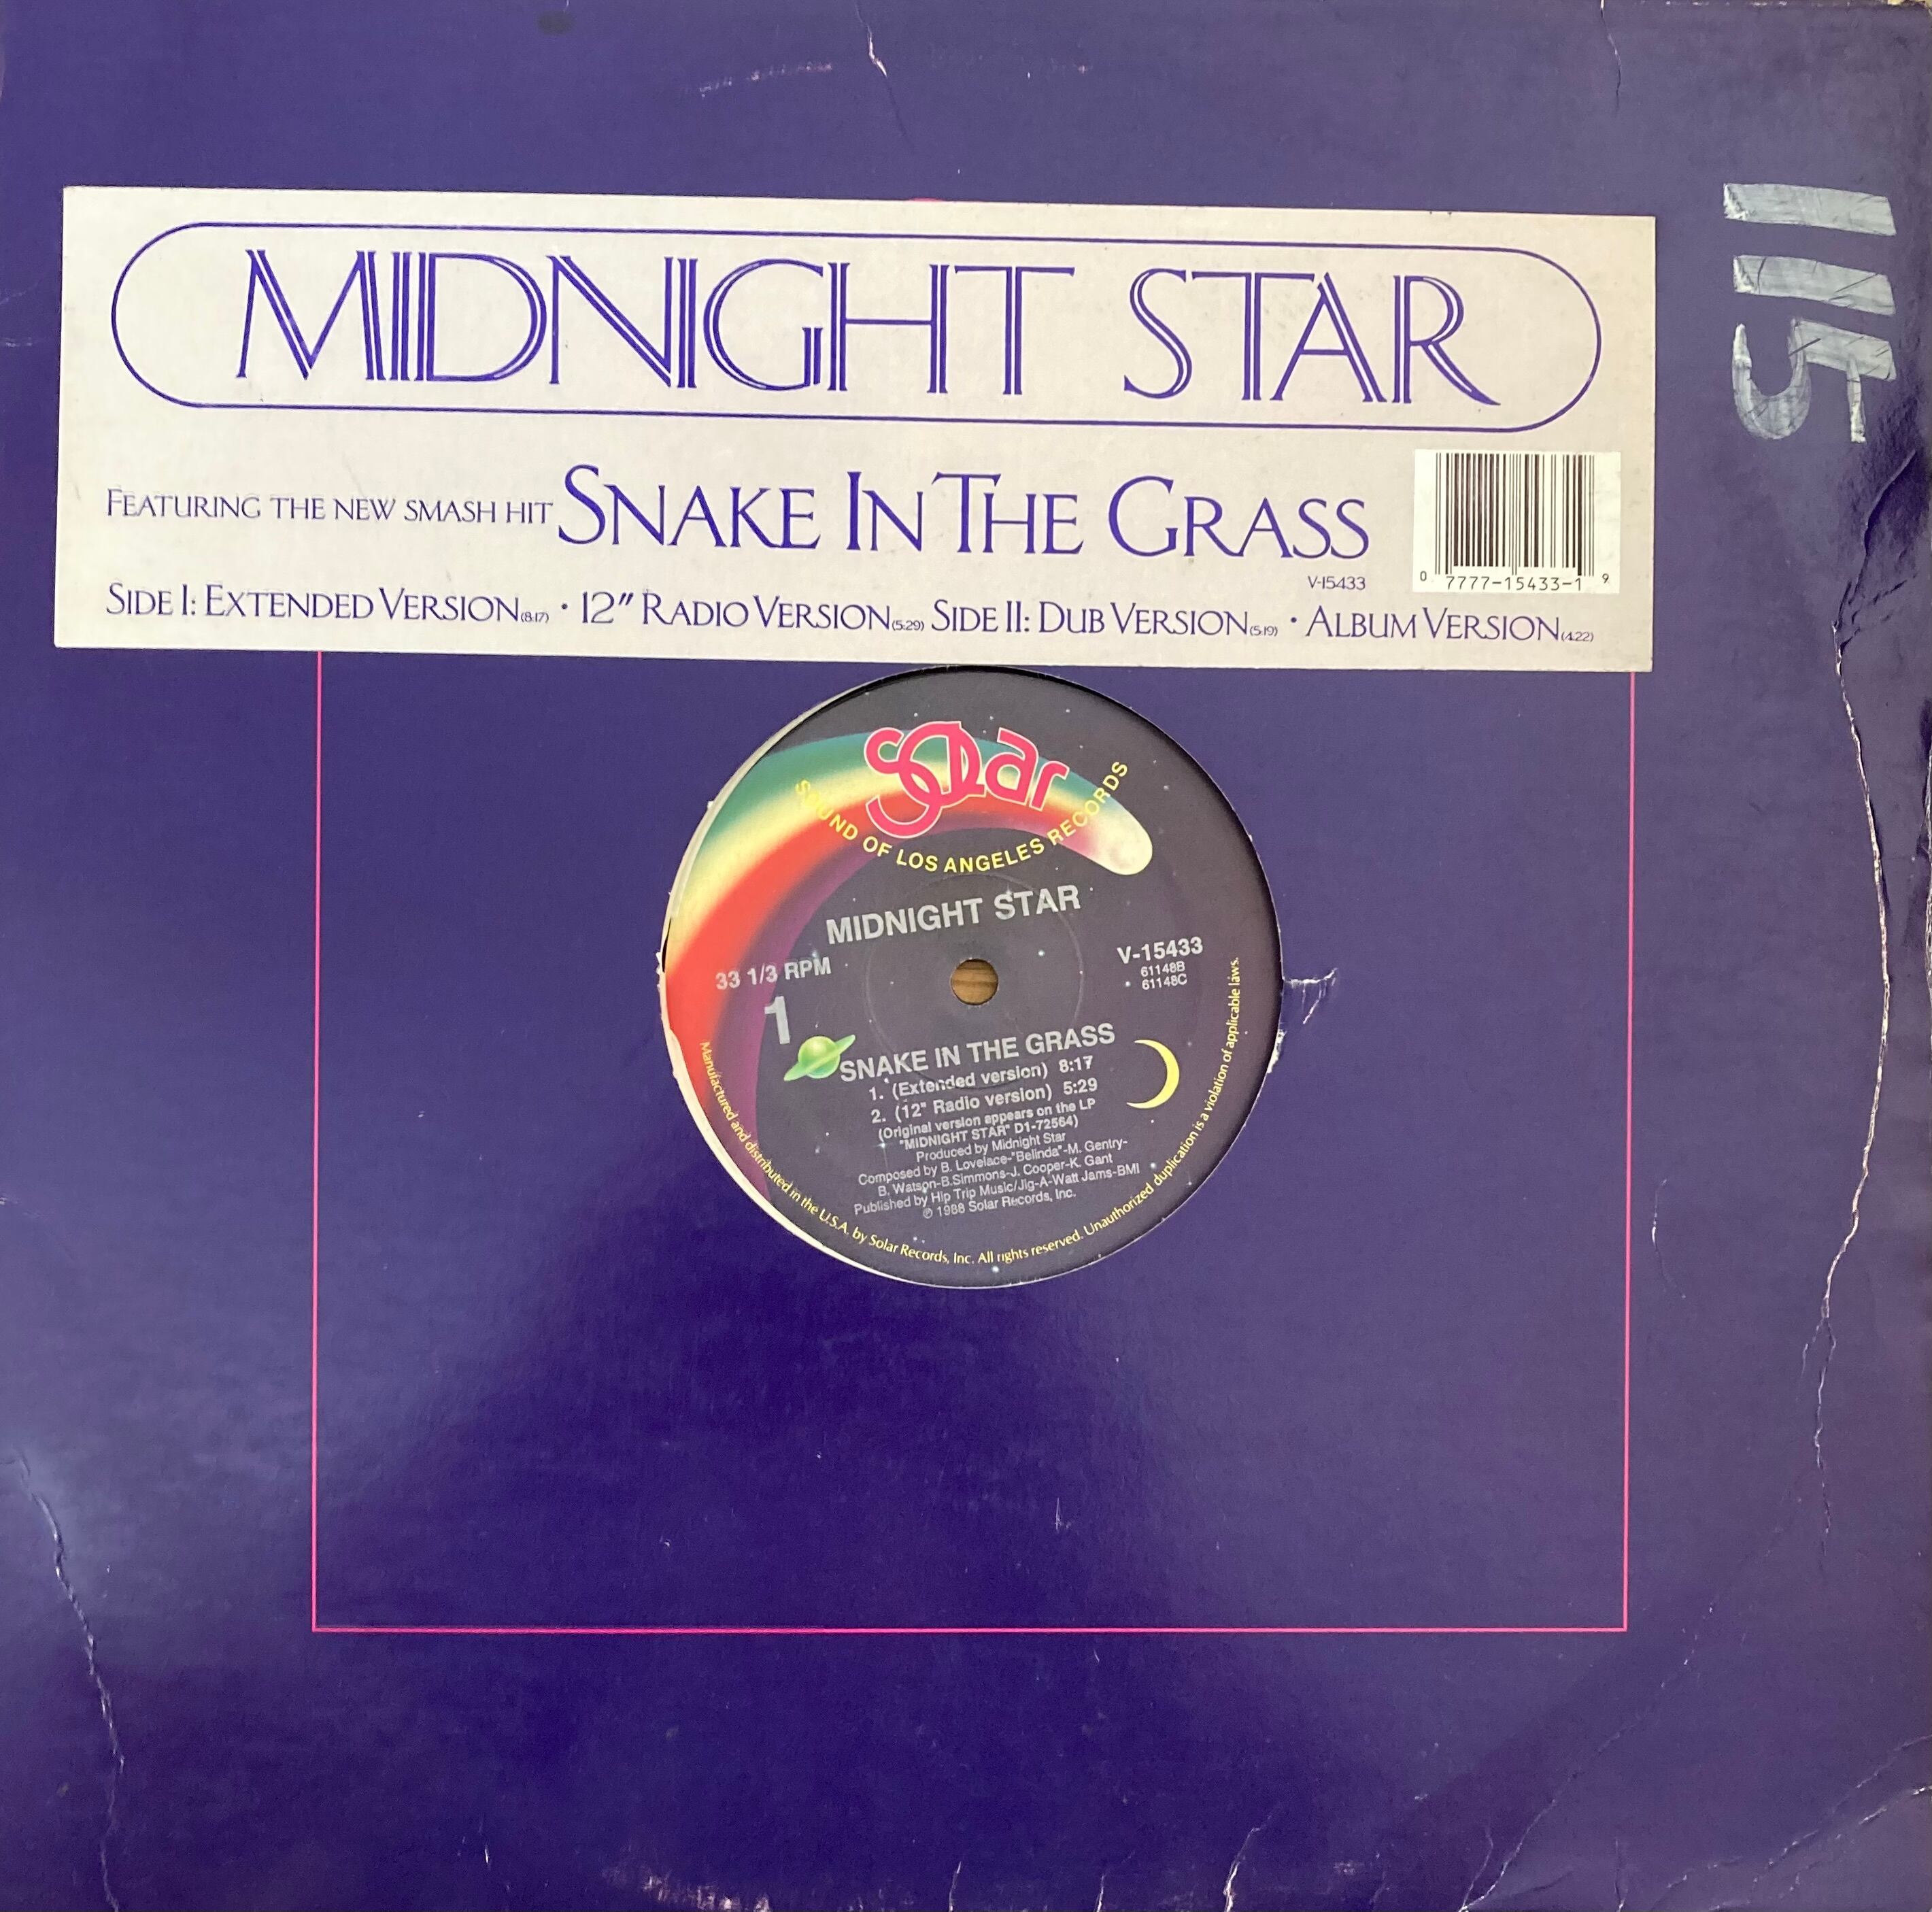 115
MIDNIGHT STAR
FEATURING THE NEW SMASH HIT SNAKE IN THE GRASS
V-15433
0 7777-15433-1 9
SIDE I: EXTENDED VERSION (8:17) • 12" RADIO VERSION (5:29) SIDE II: DUB VERSION (5:19) • ALBUM VERSION (4:22)
SOLAR
SOUND OF LOS ANGELES RECORDS
MIDNIGHT STAR
33 1/3 RPM
1
V-15433
61148B
61148C
SNAKE IN THE GRASS
1. (Extended version) 8:17
2. (12" Radio version) 5:29
(Original version appears on the LP
"MIDNIGHT STAR" D1-72564)
Produced by Midnight Star
Composed by B. Lovelace-"Belinda"-M. Gentry-
B. Watson-B.Simmons-J. Cooper-K. Gant
Published by Hip Trip Music/Jig-A-Watt Jams-BMI
℗ 1988 Solar Records, Inc.
Manufactured and distributed in the U.S.A. by Solar Records, Inc. All rights reserved. Unauthorized duplication is a violation of applicable laws.